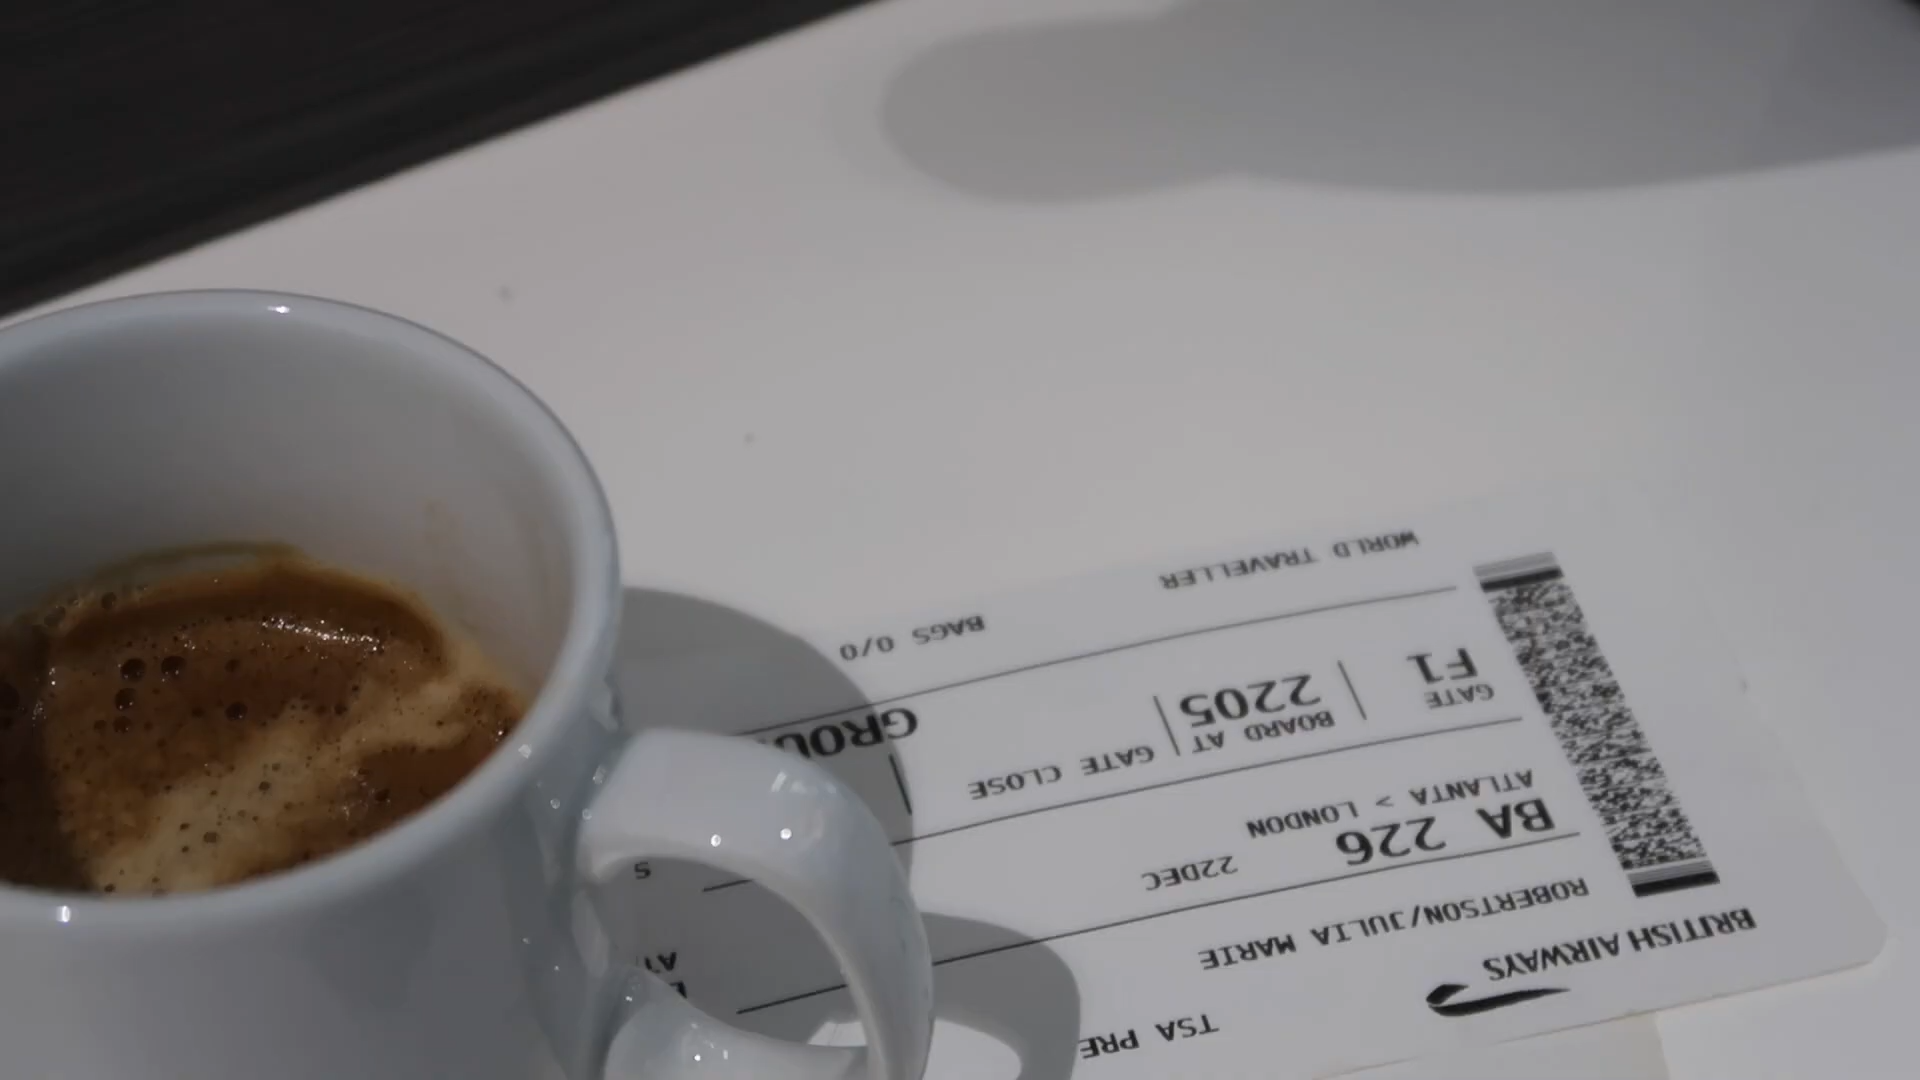 BRITISH AIRWAYS
TSA PRE
ROBERTSON/JULIA MARIE
BA 226 22DEC
ATLANTA > LONDON
GATE BOARD AT GATE CLOSE
F1 2205
BAGS 0/0
WORLD TRAVELLER